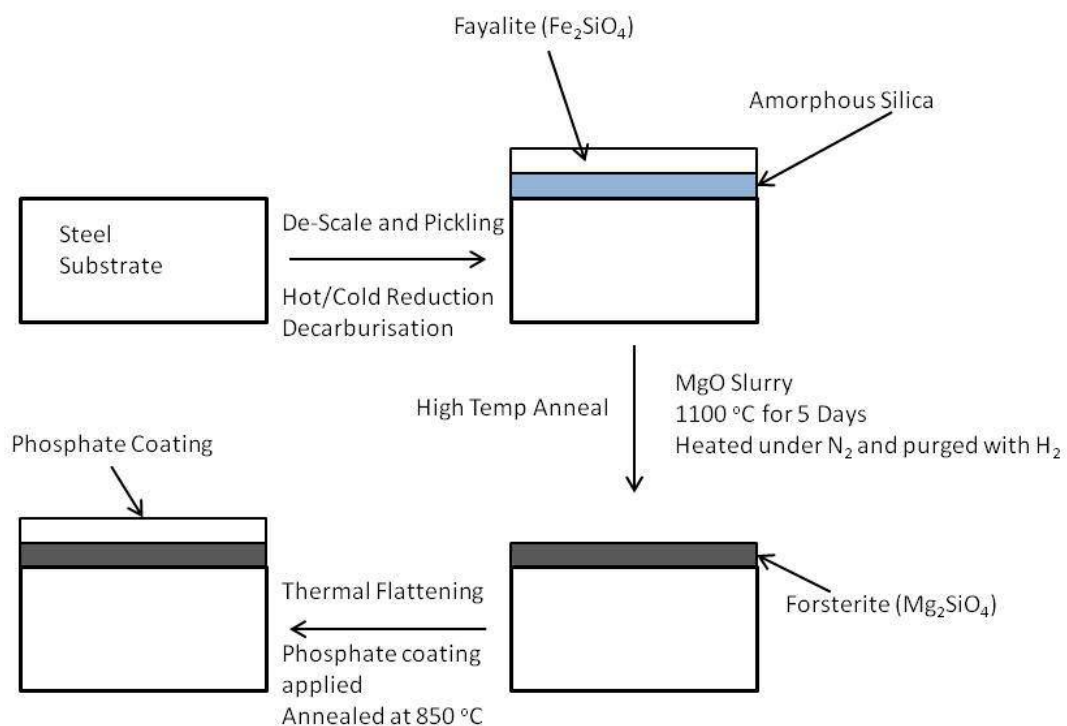 Fayalite (Fe₂SiO₄)
Amorphous Silica
Steel
Substrate
De-Scale and Pickling
Hot/Cold Reduction
Decarburisation
High Temp Anneal
MgO Slurry
1100 °C for 5 Days
Heated under N₂ and purged with H₂
Phosphate Coating
Thermal Flattening
Phosphate coating
applied
Annealed at 850 °C
Forsterite (Mg₂SiO₄)